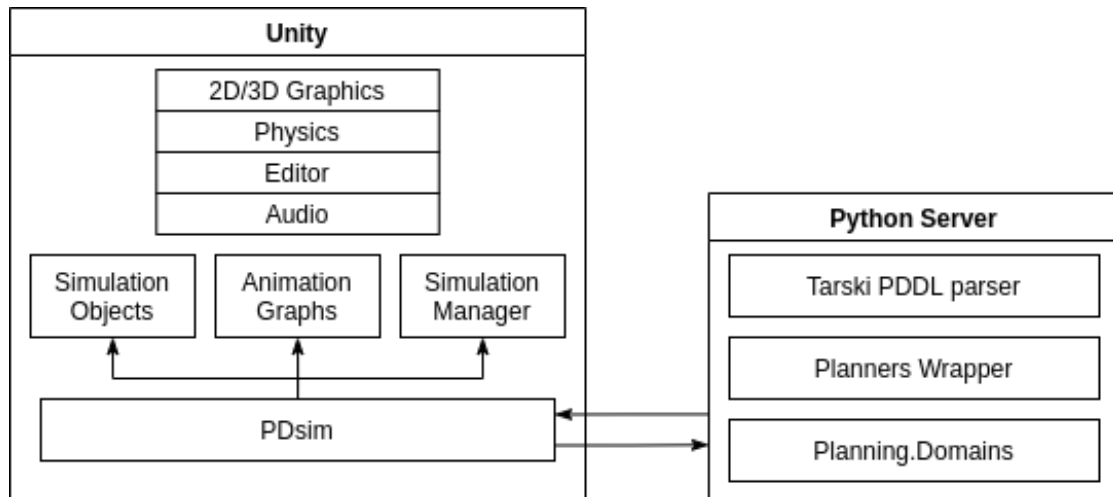 Unity
2D/3D Graphics
Physics
Editor
Audio
Simulation
Objects
Animation
Graphs
Simulation
Manager
PDsim
Python Server
Tarski PDDL parser
Planners Wrapper
Planning.Domains